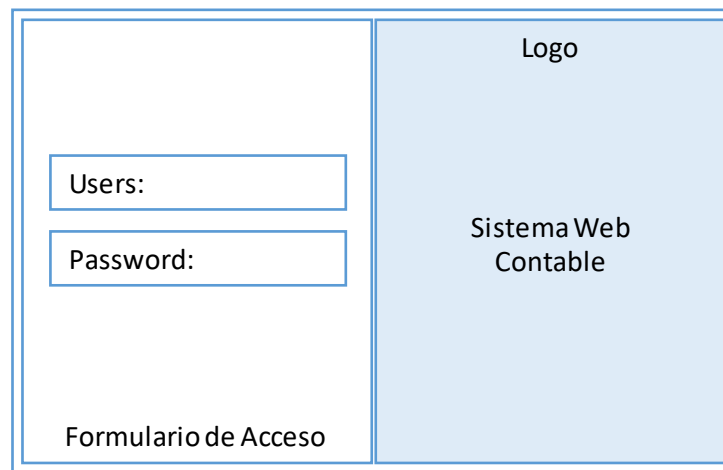 Users:
Password:
Formulario de Acceso
Logo
Sistema Web
Contable